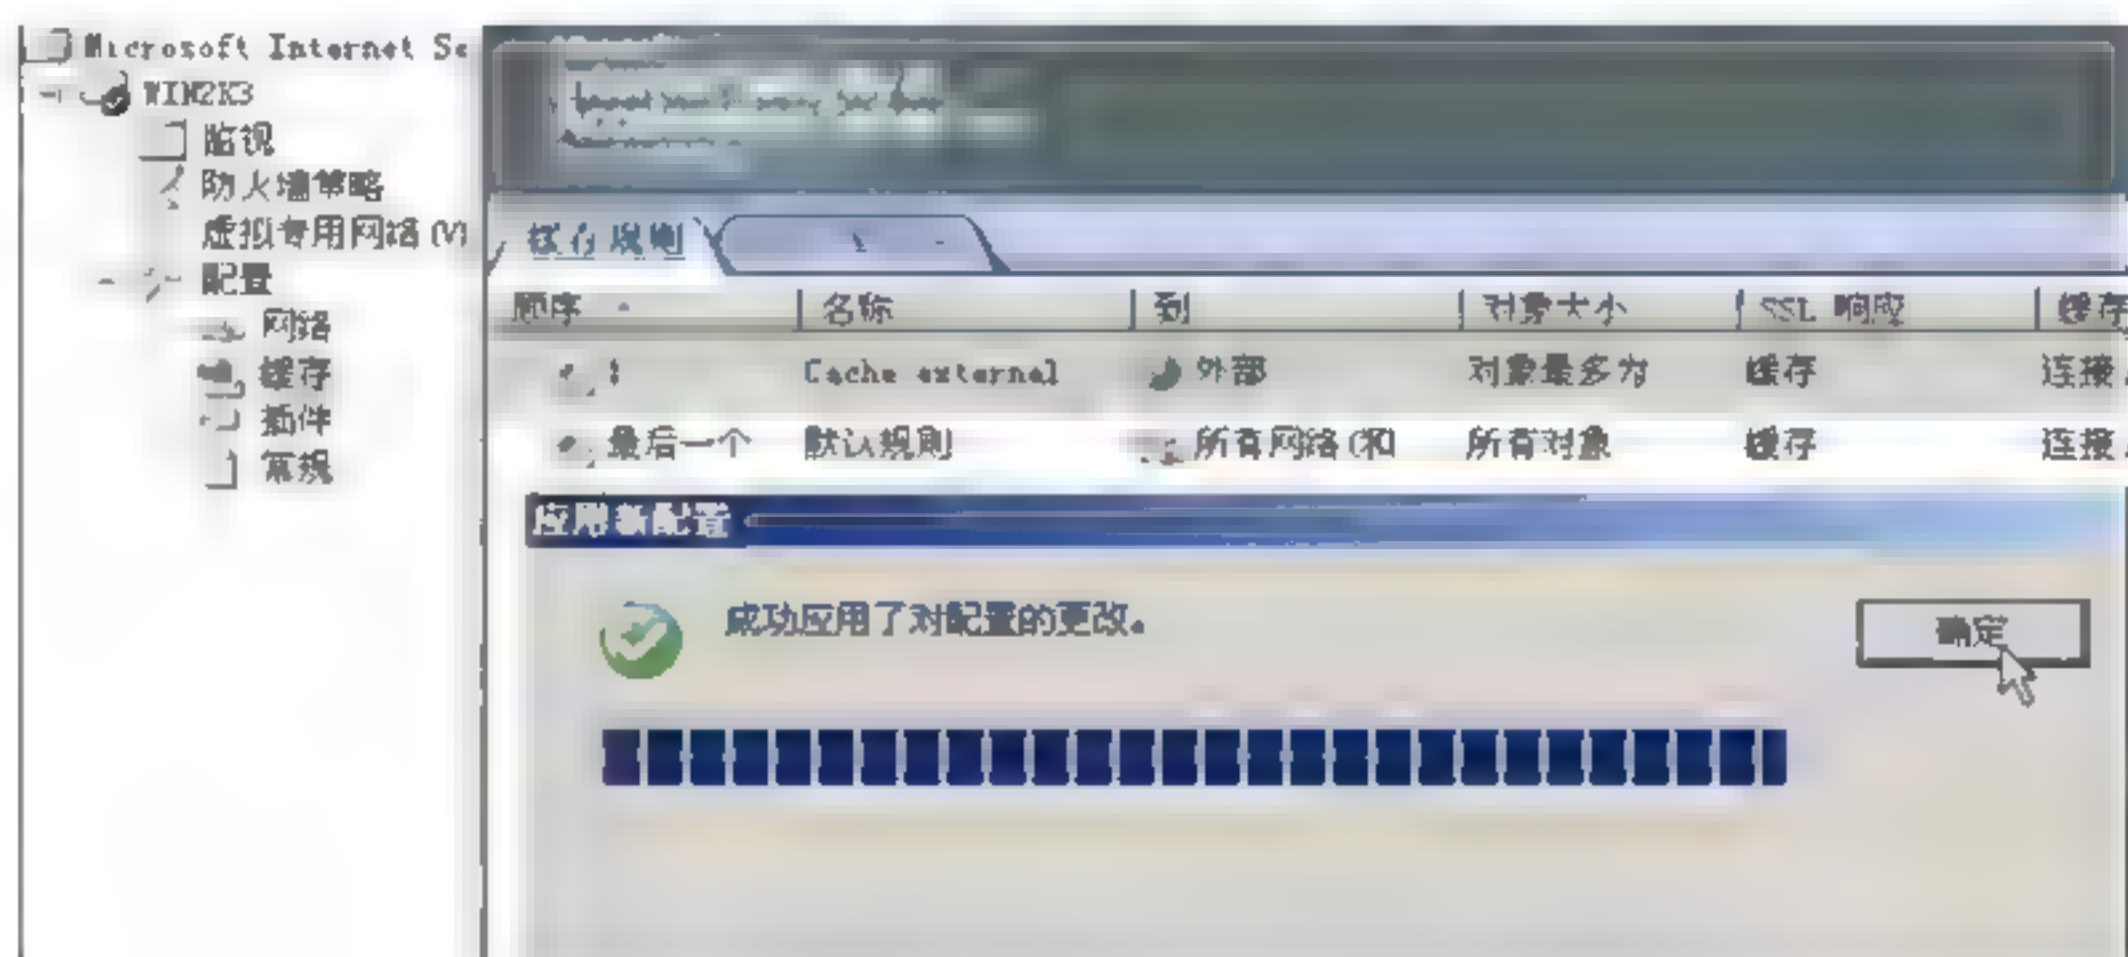 Microsoft Internet Se
WIN2K3
监视
防火墙策略
虚拟专用网络 (V
配置
网络
缓存
插件
常规
缓存规则
顺序 名称 到 对象大小 SSL 响应 缓存
1 Cache external 外部 对象最多为 缓存 连接
最后一个 默认规则 所有网络(和 所有对象 缓存 连接
应用新配置
成功应用了对配置的更改。
确定